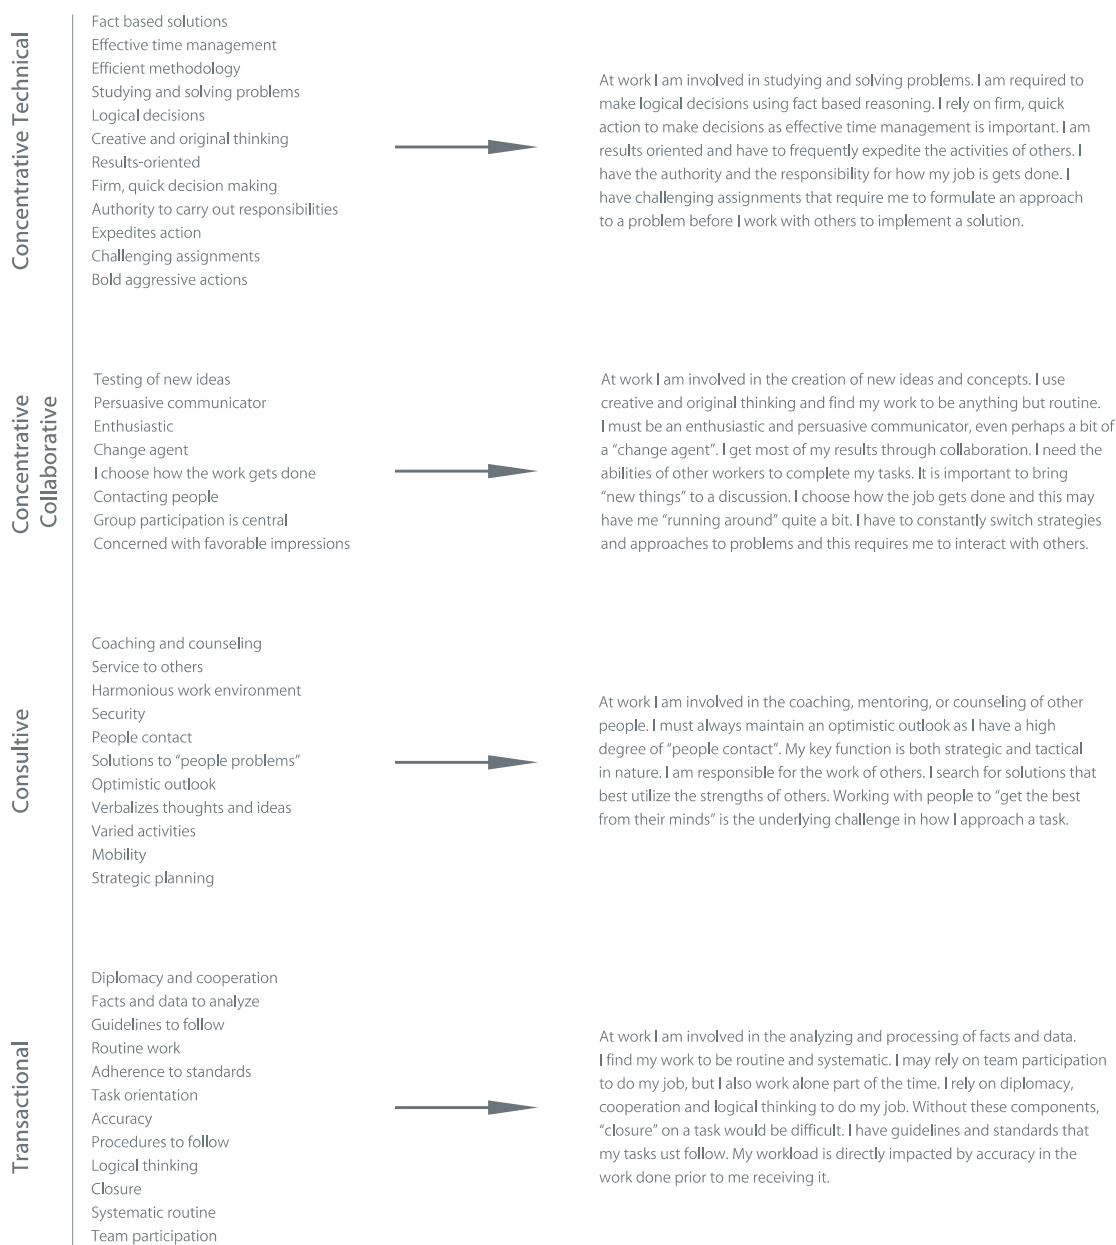 Concentrative Technical
Fact based solutions
Effective time management
Efficient methodology
Studying and solving problems
Logical decisions
Creative and original thinking
Results-oriented
Firm, quick decision making
Authority to carry out responsibilities
Expedites action
Challenging assignments
Bold aggressive actions
At work I am involved in studying and solving problems. I am required to
make logical decisions using fact based reasoning. I rely on firm, quick
action to make decisions as effective time management is important. I am
results oriented and have to frequently expedite the activities of others. I
have the authority and the responsibility for how my job is gets done. I
have challenging assignments that require me to formulate an approach
to a problem before I work with others to implement a solution.
Concentrative
Collaborative
Testing of new ideas
Persuasive communicator
Enthusiastic
Change agent
I choose how the work gets done
Contacting people
Group participation is central
Concerned with favorable impressions
At work I am involved in the creation of new ideas and concepts. I use
creative and original thinking and find my work to be anything but routine.
I must be an enthusiastic and persuasive communicator, even perhaps a bit of
a “change agent”. I get most of my results through collaboration. I need the
abilities of other workers to complete my tasks. It is important to bring
“new things” to a discussion. I choose how the job gets done and this may
have me “running around” quite a bit. I have to constantly switch strategies
and approaches to problems and this requires me to interact with others.
Consultive
Coaching and counseling
Service to others
Harmonious work environment
Security
People contact
Solutions to “people problems”
Optimistic outlook
Verbalizes thoughts and ideas
Varied activities
Mobility
Strategic planning
At work I am involved in the coaching, mentoring, or counseling of other
people. I must always maintain an optimistic outlook as I have a high
degree of “people contact”. My key function is both strategic and tactical
in nature. I am responsible for the work of others. I search for solutions that
best utilize the strengths of others. Working with people to “get the best
from their minds” is the underlying challenge in how I approach a task.
Transactional
Diplomacy and cooperation
Facts and data to analyze
Guidelines to follow
Routine work
Adherence to standards
Task orientation
Accuracy
Procedures to follow
Logical thinking
Closure
Systematic routine
Team participation
At work I am involved in the analyzing and processing of facts and data.
I find my work to be routine and systematic. I may rely on team participation
to do my job, but I also work alone part of the time. I rely on diplomacy,
cooperation and logical thinking to do my job. Without these components,
“closure” on a task would be difficult. I have guidelines and standards that
my tasks ust follow. My workload is directly impacted by accuracy in the
work done prior to me receiving it.